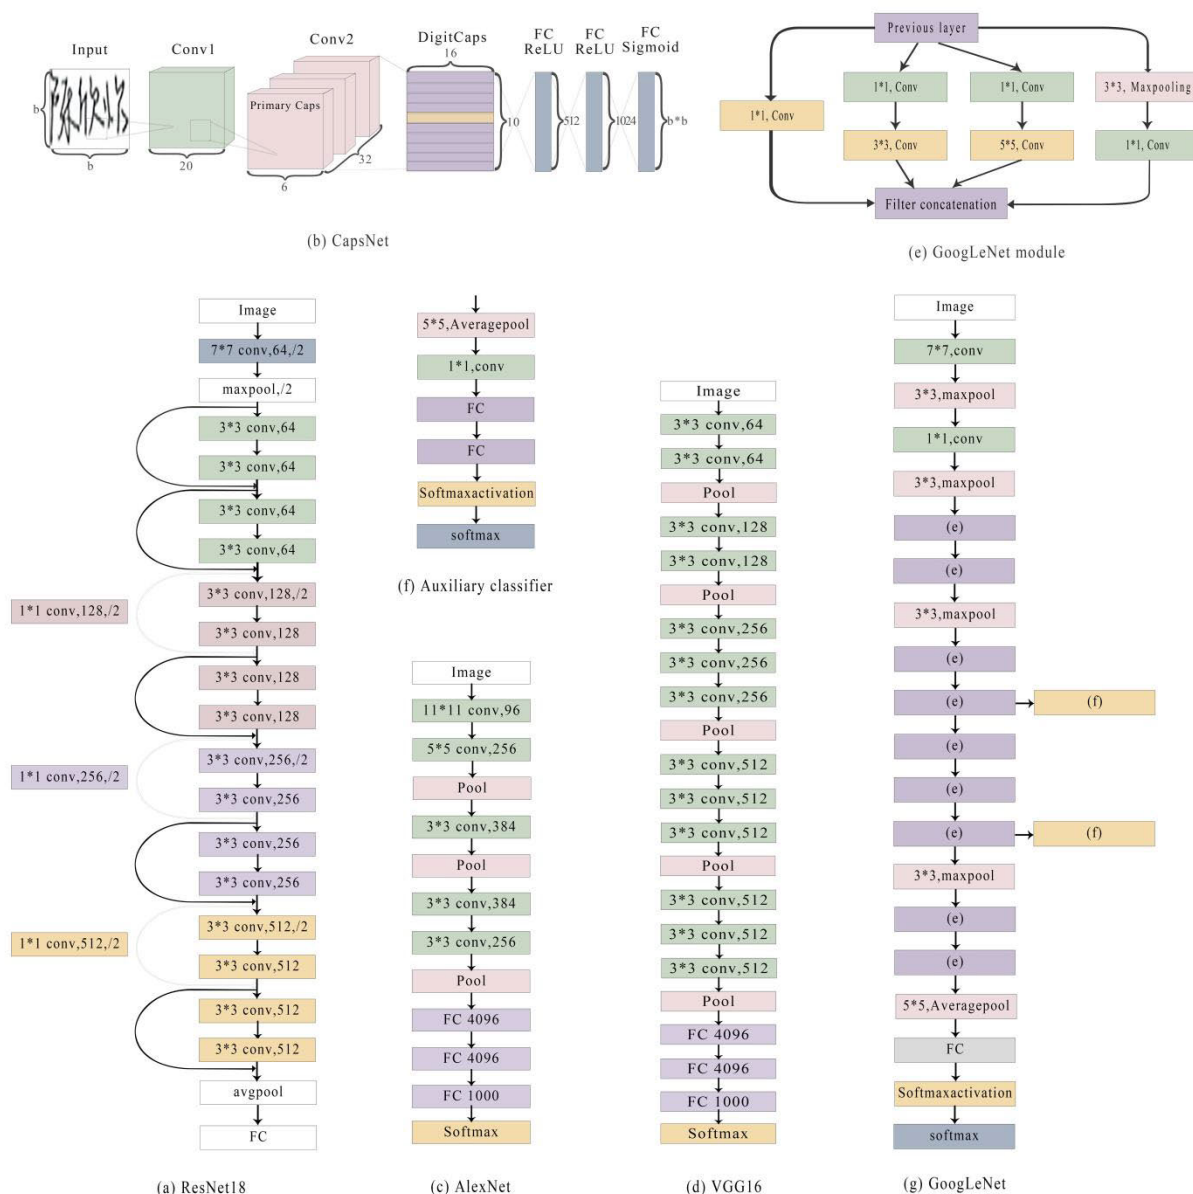 Input
Conv1
Conv2
DigitCaps
FC
ReLU
FC
ReLU
FC
Sigmoid
16
b
b
20
Primary Caps
6
32
10
512
1024
b*b
(b) CapsNet
Previous layer
1*1, Conv
1*1, Conv
3*3, Maxpooling
1*1, Conv
3*3, Conv
5*5, Conv
1*1, Conv
Filter concatenation
(e) GoogLeNet module
Image
7*7 conv,64,/2
maxpool,/2
3*3 conv,64
3*3 conv,64
3*3 conv,64
3*3 conv,64
1*1 conv,128,/2
3*3 conv,128,/2
3*3 conv,128
3*3 conv,128
3*3 conv,128
1*1 conv,256,/2
3*3 conv,256,/2
3*3 conv,256
3*3 conv,256
3*3 conv,256
1*1 conv,512,/2
3*3 conv,512,/2
3*3 conv,512
3*3 conv,512
3*3 conv,512
avgpool
FC
(a) ResNet18
5*5,Averagepool
1*1,conv
FC
FC
Softmaxactivation
softmax
(f) Auxiliary classifier
Image
11*11 conv,96
5*5 conv,256
Pool
3*3 conv,384
Pool
3*3 conv,384
3*3 conv,256
Pool
FC 4096
FC 4096
FC 1000
Softmax
(c) AlexNet
Image
3*3 conv,64
3*3 conv,64
Pool
3*3 conv,128
3*3 conv,128
Pool
3*3 conv,256
3*3 conv,256
3*3 conv,256
Pool
3*3 conv,512
3*3 conv,512
3*3 conv,512
Pool
3*3 conv,512
3*3 conv,512
3*3 conv,512
Pool
FC 4096
FC 4096
FC 1000
Softmax
(d) VGG16
Image
7*7,conv
3*3,maxpool
1*1,conv
3*3,maxpool
(e)
(e)
3*3,maxpool
(e)
(e)
(f)
(e)
(e)
(e)
(f)
3*3,maxpool
(e)
(e)
5*5,Averagepool
FC
Softmaxactivation
softmax
(g) GoogLeNet